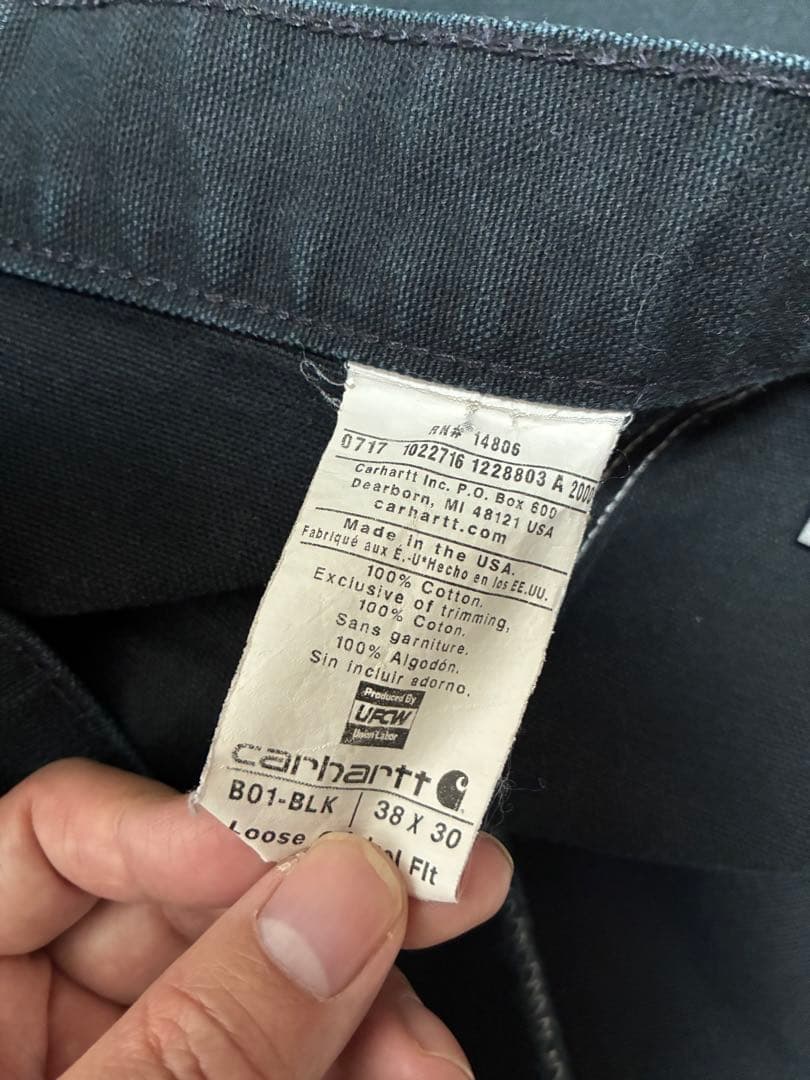 RN# 14806
0717 1022716 1228803 A 2000
Carhartt Inc. P.O. Box 600
Dearborn, MI 48121 USA
carhartt.com
Made in the USA.
Fabriqué aux É.-U*Hecho en los EE.UU.
100% Cotton.
Exclusive of trimming,
100% Coton.
Sans garniture.
100% Algodón.
Sin incluir adorno.
Produced By
UFCW
Union Labor
carhartt
B01-BLK | 38 X 30
Loose Fit